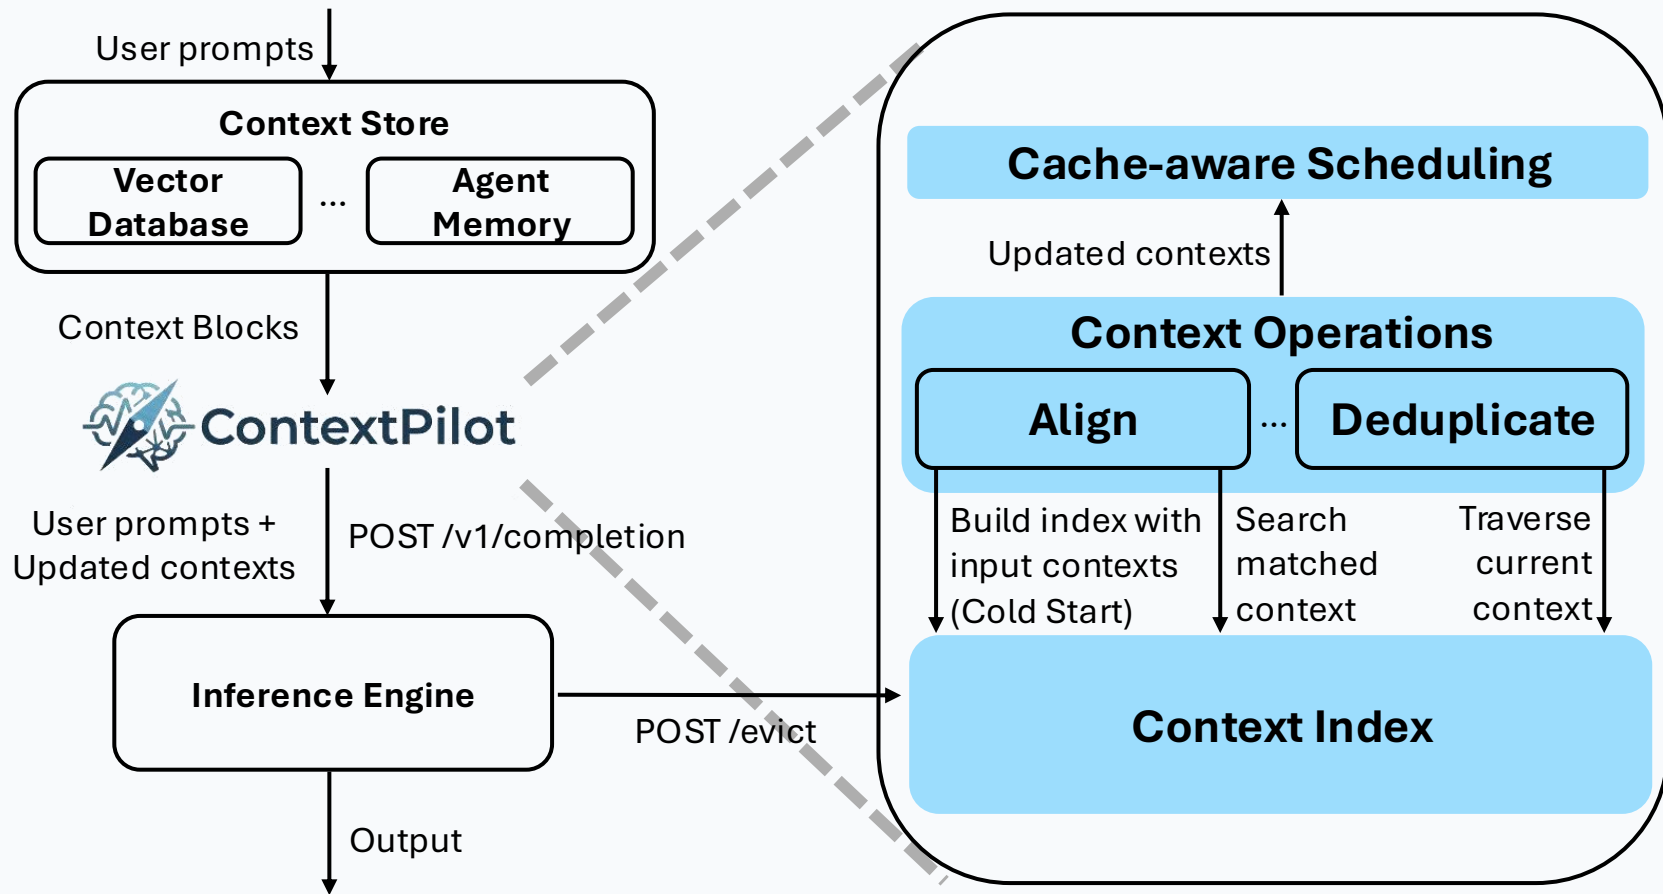 User prompts
Context Store
Vector
Database
...
Agent
Memory
Context Blocks
ContextPilot
User prompts +
Updated contexts
POST /v1/completion
Inference Engine
POST /evict
Output
Cache-aware Scheduling
Updated contexts
Context Operations
Align
...
Deduplicate
Build index with
input contexts
(Cold Start)
Search
matched
context
Traverse
current
context
Context Index